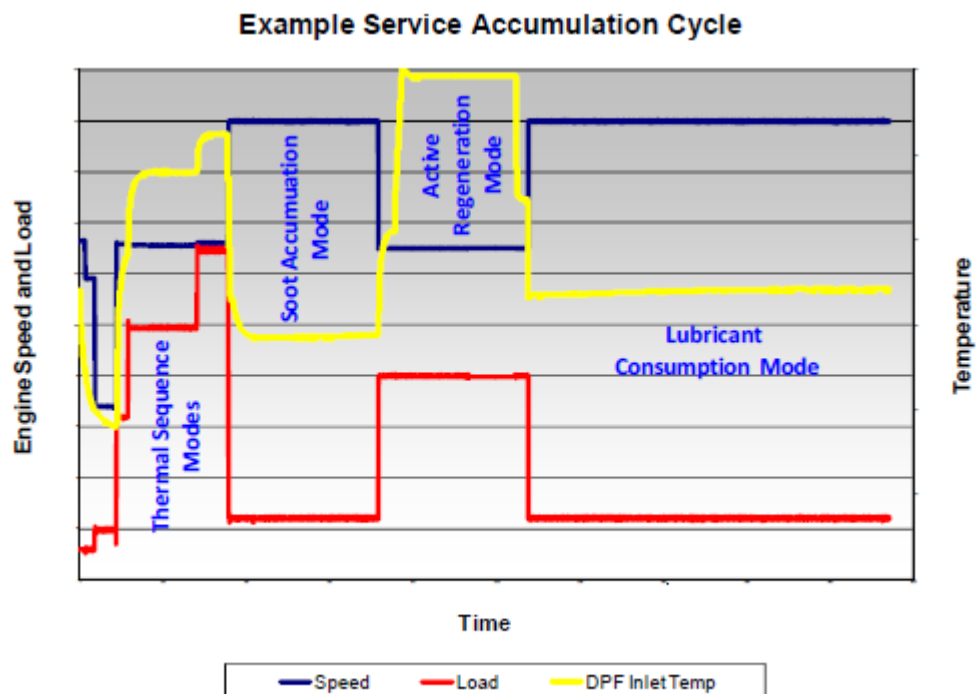 Example Service Accumulation Cycle
Engine Speed and Load
Thermal Sequence
Modes
Soot Accumuation
Mode
Active
Regeneration
Mode
Lubricant
Consumption Mode
Temperature
Time
Speed
Load
DPF Inlet Temp